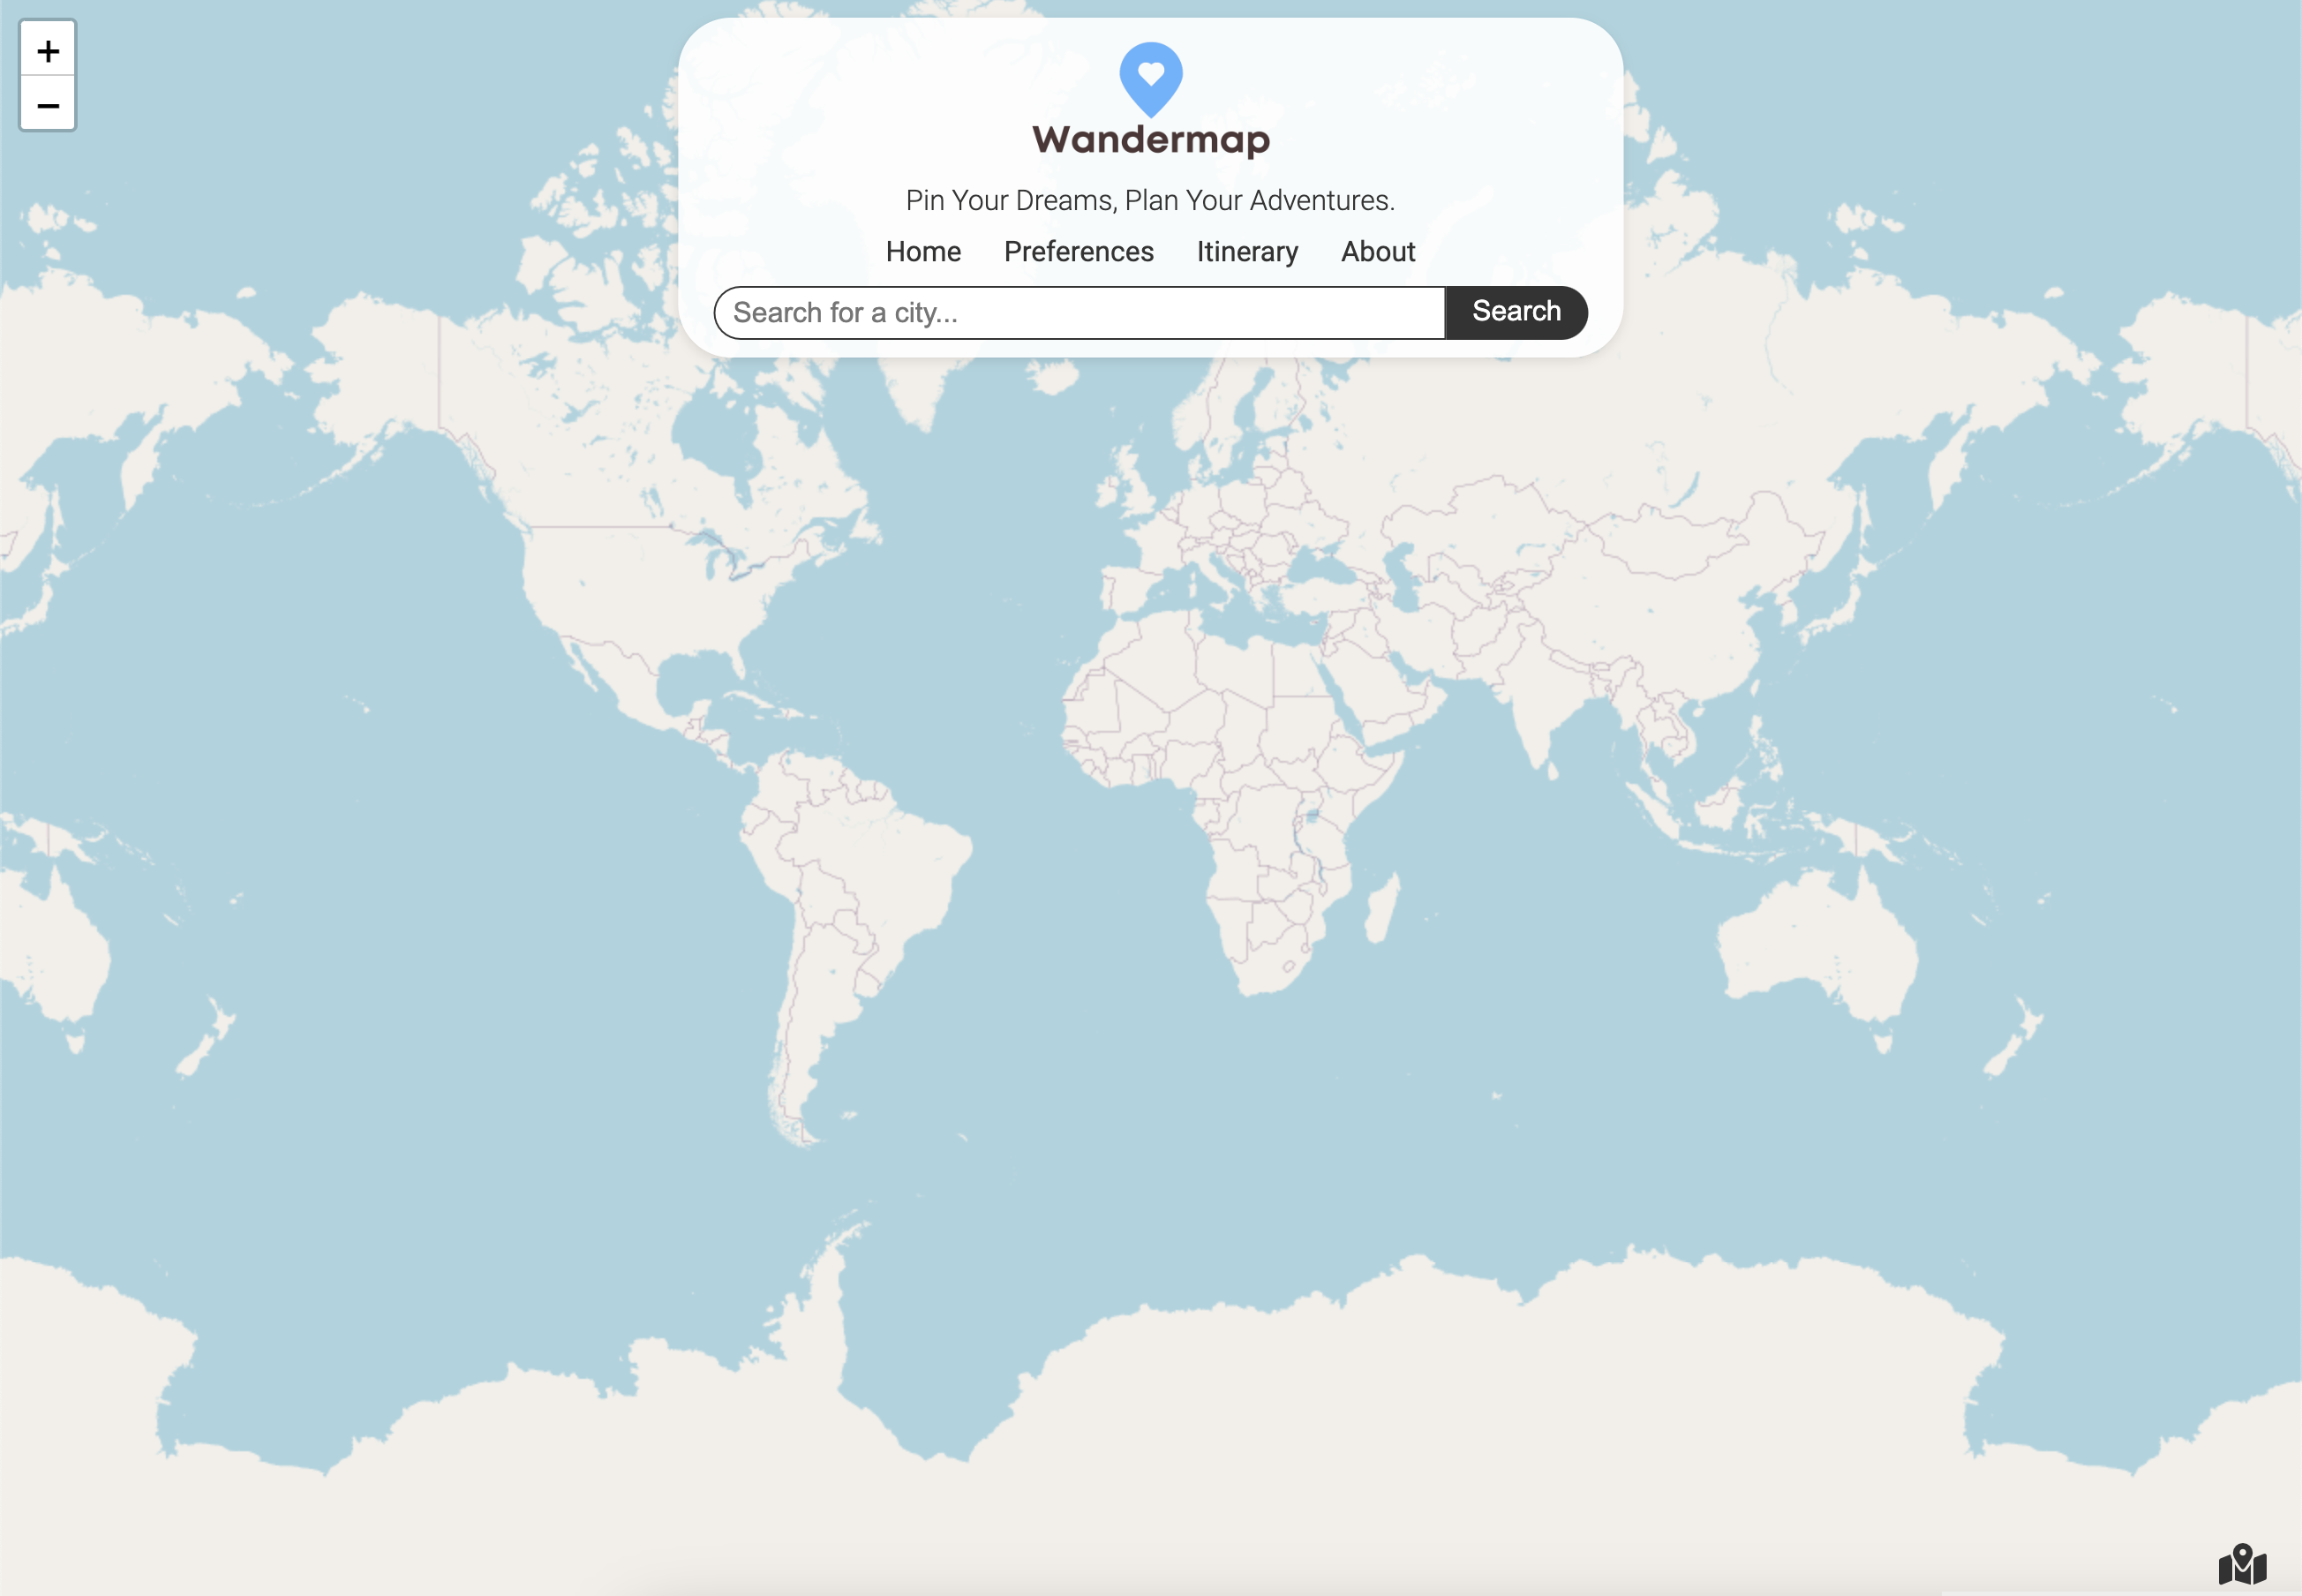 +
−
Wandermap
Pin Your Dreams, Plan Your Adventures.
Home Preferences Itinerary About
Search for a city... Search